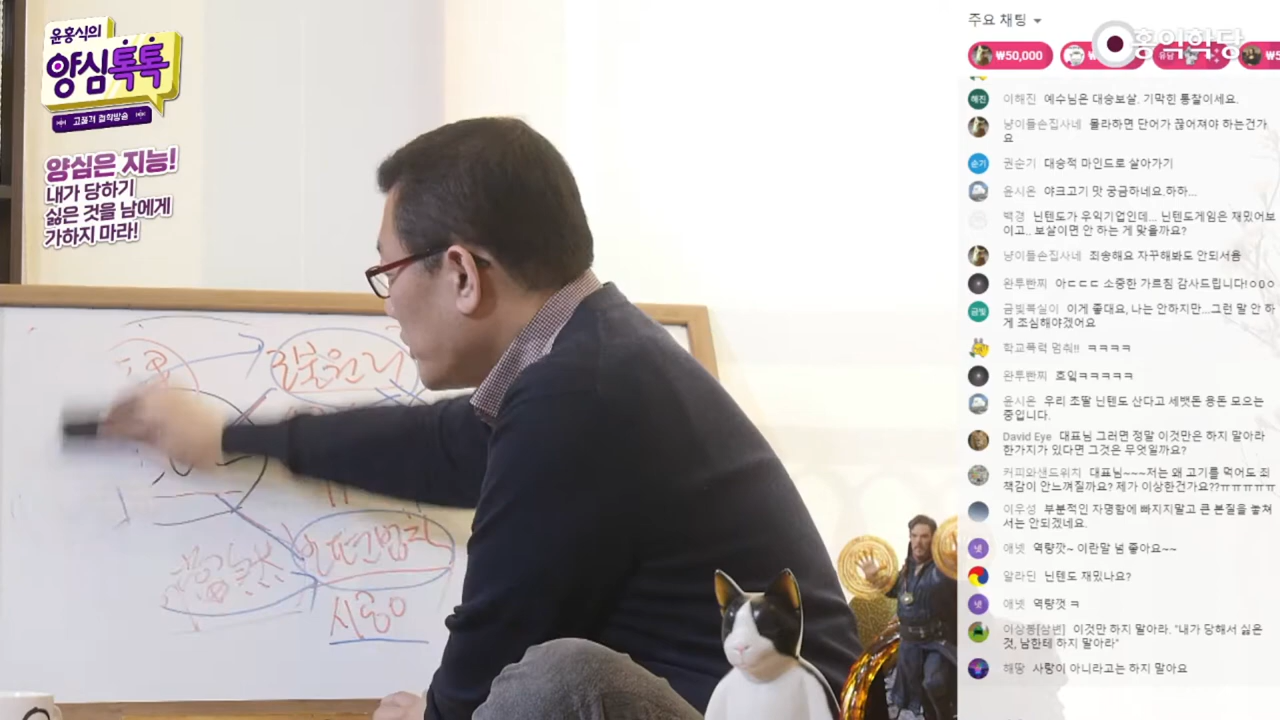 윤홍식의
양심톡톡
고품격 철학방송
양심은 지능!
내가 당하기
싫은 것을 남에게
가하지 마라!
시공
주요 채팅
홍익학당
₩50,000
이해진 예수님은 대승보살. 기막힌 통찰이세요.
냥이들손집사네 몰라하면 단어가 끊어져야 하는건가
요
권순기 대승적 마인드로 살아가기
윤시온 야크고기 맛 궁금하네요.하하...
백경 닌텐도가 우익기업인데... 닌텐도게임은 재밌어보
이고.. 보살이면 안 하는 게 맞을까요?
냥이들손집사네 죄송해요 자꾸해봐도 안되서음
완투빤찌 아ㄷㄷㄷ 소중한 가르침 감사드립니다!ㅇㅁㅇ
금빛복실이 이게 좋대요, 나는 안하지만...그런 말 안 하
게 조심해야겠어요
학교폭력 멈춰!! ㅋㅋㅋㅋ
완투빤찌 흐잌ㅋㅋㅋㅋㅋ
윤시온 우리 초딸 닌텐도 산다고 세뱃돈 용돈 모으는
중입니다.
David Eye 대표님 그러면 정말 이것만은 하지 말아라
한가지가 있다면 그것은 무엇일까요?
커피와샌드위치 대표님~~~저는 왜 고기를 먹어도 죄
책감이 안느껴질까요? 제가 이상한건가요??ㅠㅠㅠㅠㅠㅠ
이우성 부분적인 자명함에 빠지지말고 큰 본질을 놓쳐
서는 안되겠네요.
애넷 역량깟~ 이란말 넘 좋아요~~
알라딘 닌텐도 재밌나요?
애넷 역량껏 ㅋ
이상봉[삼변] 이것만 하지 말아라. "내가 당해서 싫은
것, 남한테 하지 말아라"
해땅 사랑이 아니라고는 하지 말아요